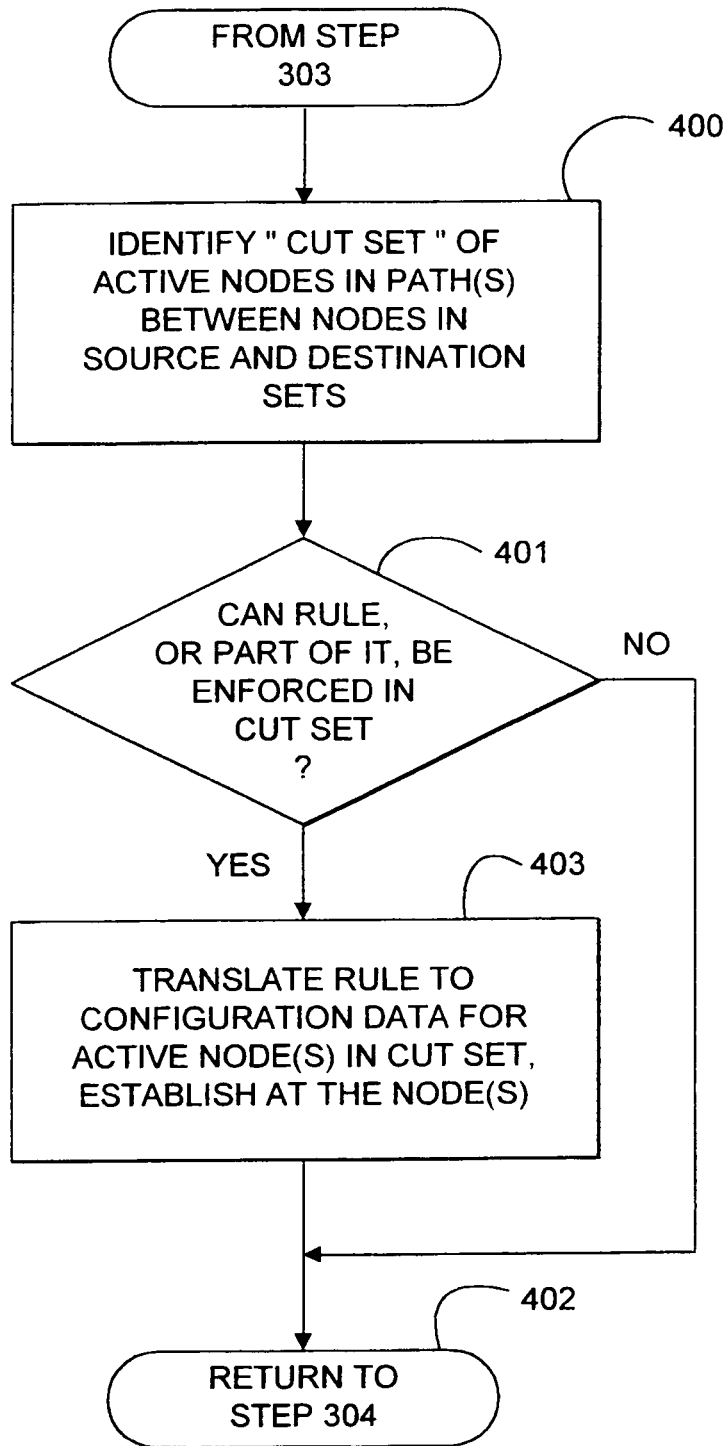 FROM STEP
303
400
IDENTIFY " CUT SET " OF
ACTIVE NODES IN PATH(S)
BETWEEN NODES IN
SOURCE AND DESTINATION
SETS
401
CAN RULE,
OR PART OF IT, BE
ENFORCED IN
CUT SET
?
NO
YES
403
TRANSLATE RULE TO
CONFIGURATION DATA FOR
ACTIVE NODE(S) IN CUT SET,
ESTABLISH AT THE NODE(S)
402
RETURN TO
STEP 304